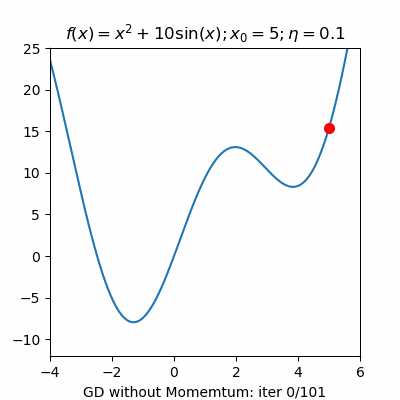 f(x) = x² + 10sin(x); x₀ = 5; η = 0.1
25
20
15
10
5
0
−5
−10
−4 −2 0 2 4 6
GD without Momemtum: iter 0/101